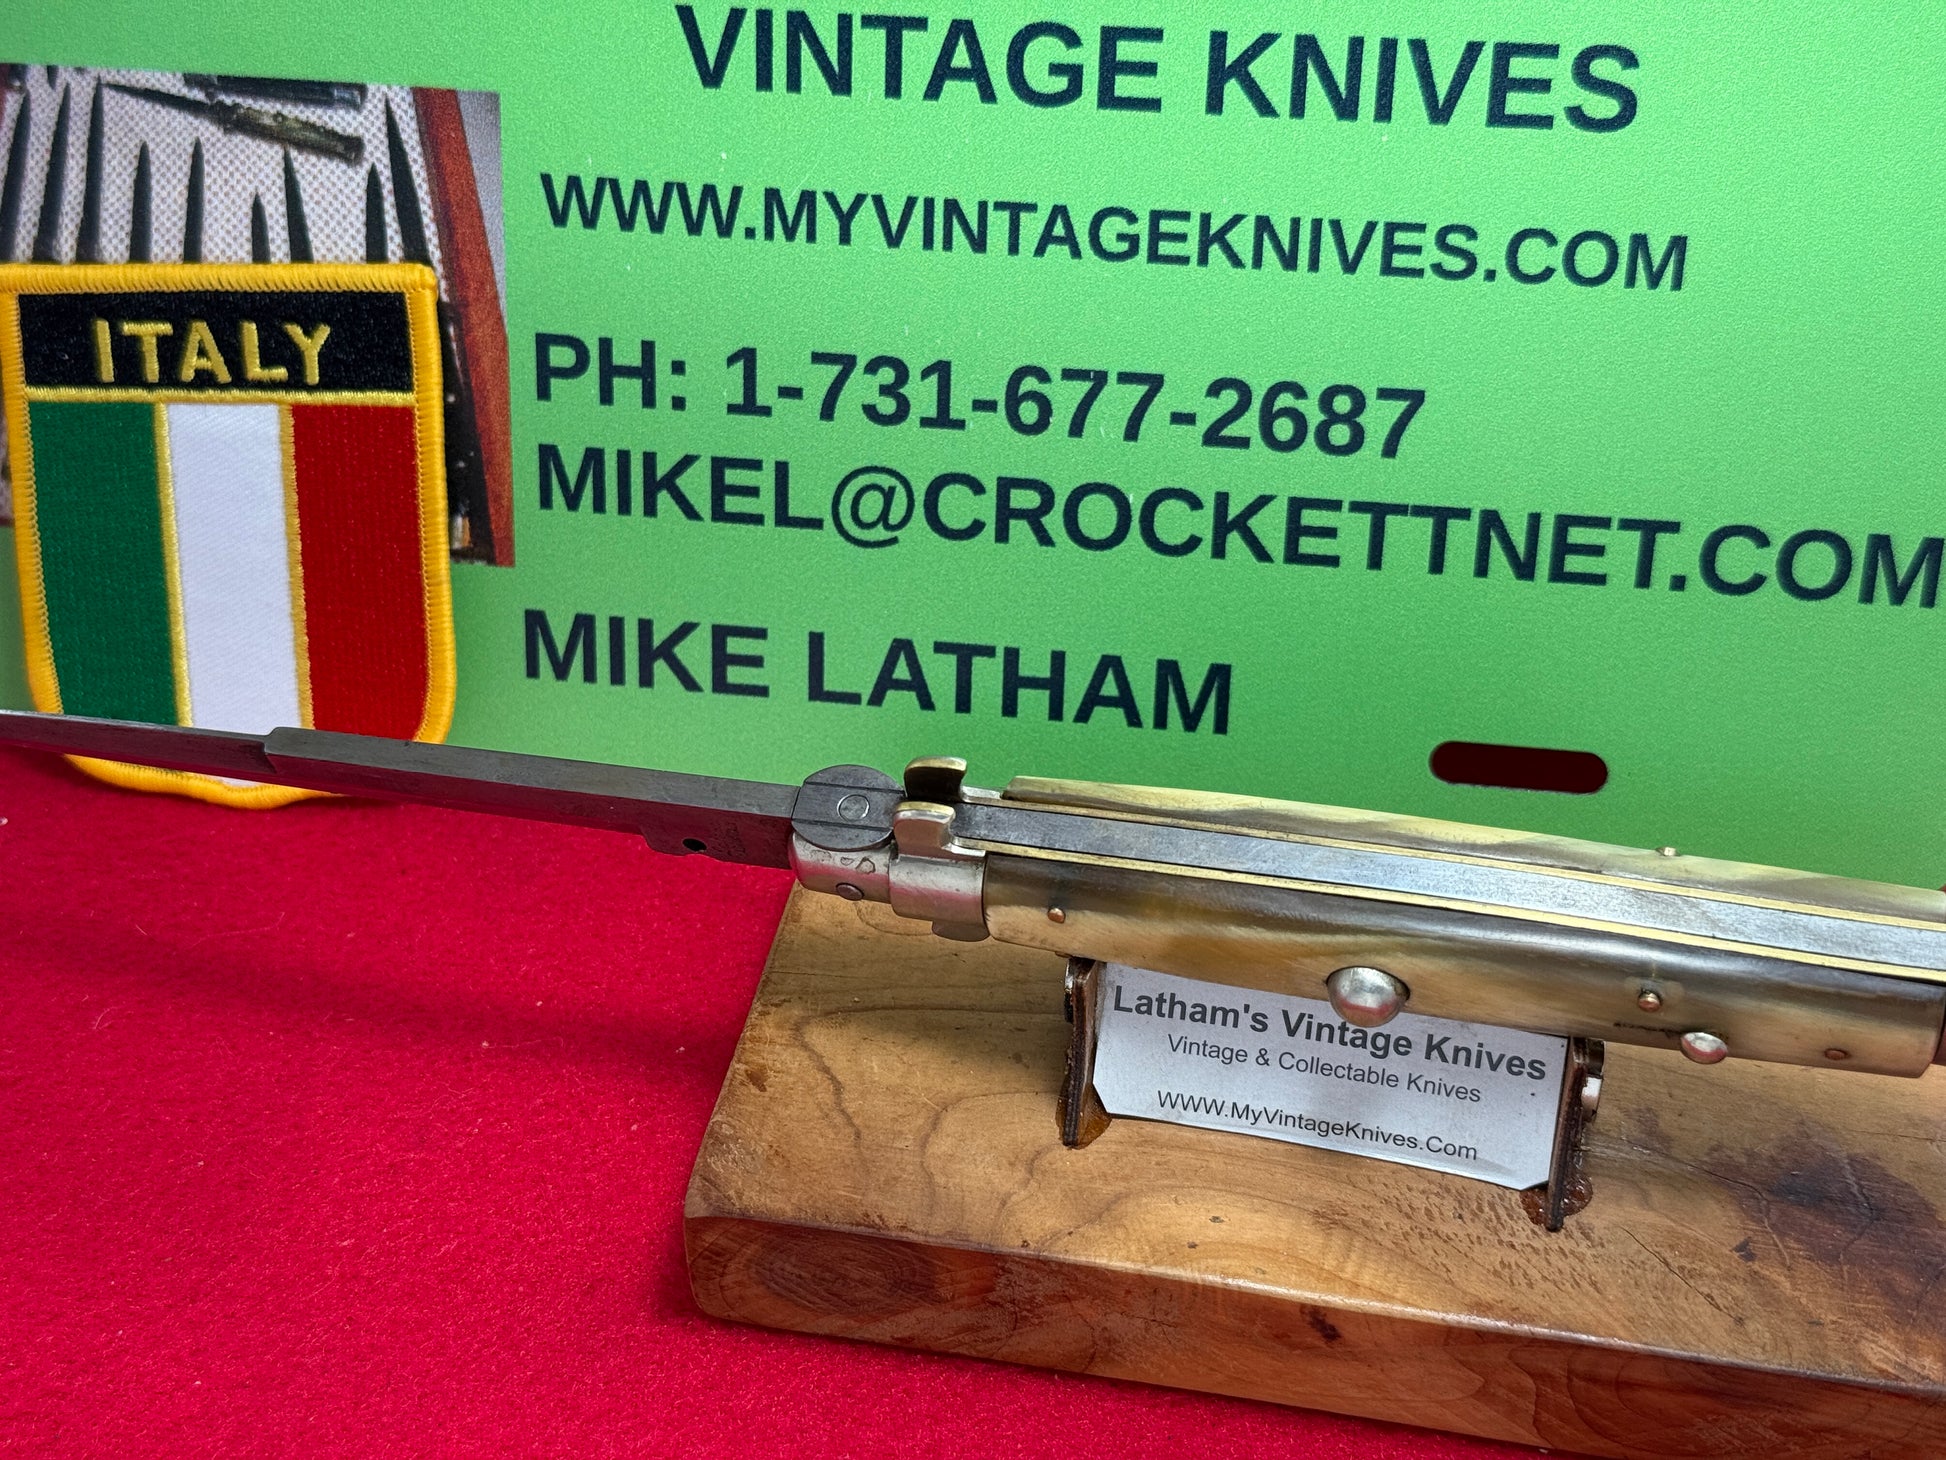 VINTAGE KNIVES
WWW.MYVINTAGEKNIVES.COM
PH: 1-731-677-2687
MIKEL@CROCKETTNET.COM
MIKE LATHAM
ITALY
Latham's Vintage Knives
Vintage & Collectable Knives
WWW.MyVintageKnives.Com